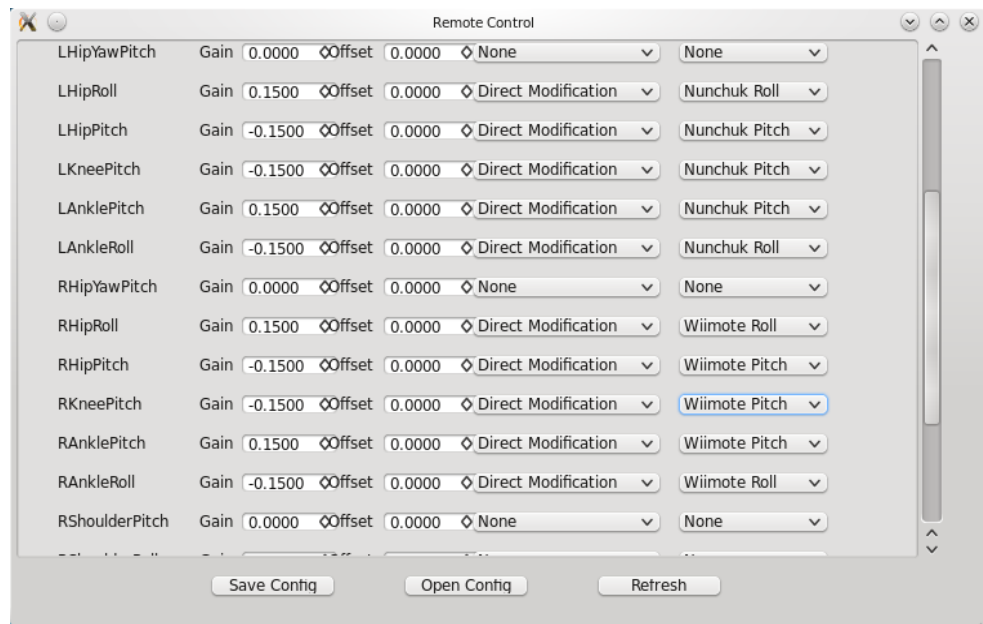 Remote Control
LHipYawPitch Gain 0.0000 Offset 0.0000 None None
LHipRoll Gain 0.1500 Offset 0.0000 Direct Modification Nunchuk Roll
LHipPitch Gain -0.1500 Offset 0.0000 Direct Modification Nunchuk Pitch
LKneePitch Gain -0.1500 Offset 0.0000 Direct Modification Nunchuk Pitch
LAnklePitch Gain 0.1500 Offset 0.0000 Direct Modification Nunchuk Pitch
LAnkleRoll Gain -0.1500 Offset 0.0000 Direct Modification Nunchuk Roll
RHipYawPitch Gain 0.0000 Offset 0.0000 None None
RHipRoll Gain 0.1500 Offset 0.0000 Direct Modification Wiimote Roll
RHipPitch Gain -0.1500 Offset 0.0000 Direct Modification Wiimote Pitch
RKneePitch Gain -0.1500 Offset 0.0000 Direct Modification Wiimote Pitch
RAnklePitch Gain 0.1500 Offset 0.0000 Direct Modification Wiimote Pitch
RAnkleRoll Gain -0.1500 Offset 0.0000 Direct Modification Wiimote Roll
RShoulderPitch Gain 0.0000 Offset 0.0000 None None
Save Config Open Config Refresh